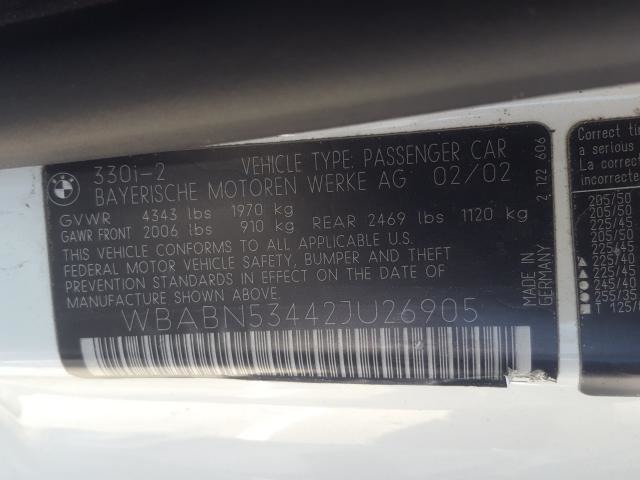 330i-2 VEHICLE TYPE: PASSENGER CAR
BAYERISCHE MOTOREN WERKE AG 02/02
GVWR 4343 lbs 1970 kg
GAWR FRONT 2006 lbs 910 kg REAR 2469 lbs 1120 kg
THIS VEHICLE CONFORMS TO ALL APPLICABLE U.S.
FEDERAL MOTOR VEHICLE SAFETY, BUMPER AND THEFT
PREVENTION STANDARDS IN EFFECT ON THE DATE OF
MANUFACTURE SHOWN ABOVE.
WBABN53442JU26905
MADE IN
GERMANY
2 122 606
Correct
a serious
La correc
incorrecte
205/50
205/50
225/45
205/50
225/45
225/40
225/45
245/40
255/35
T 125/